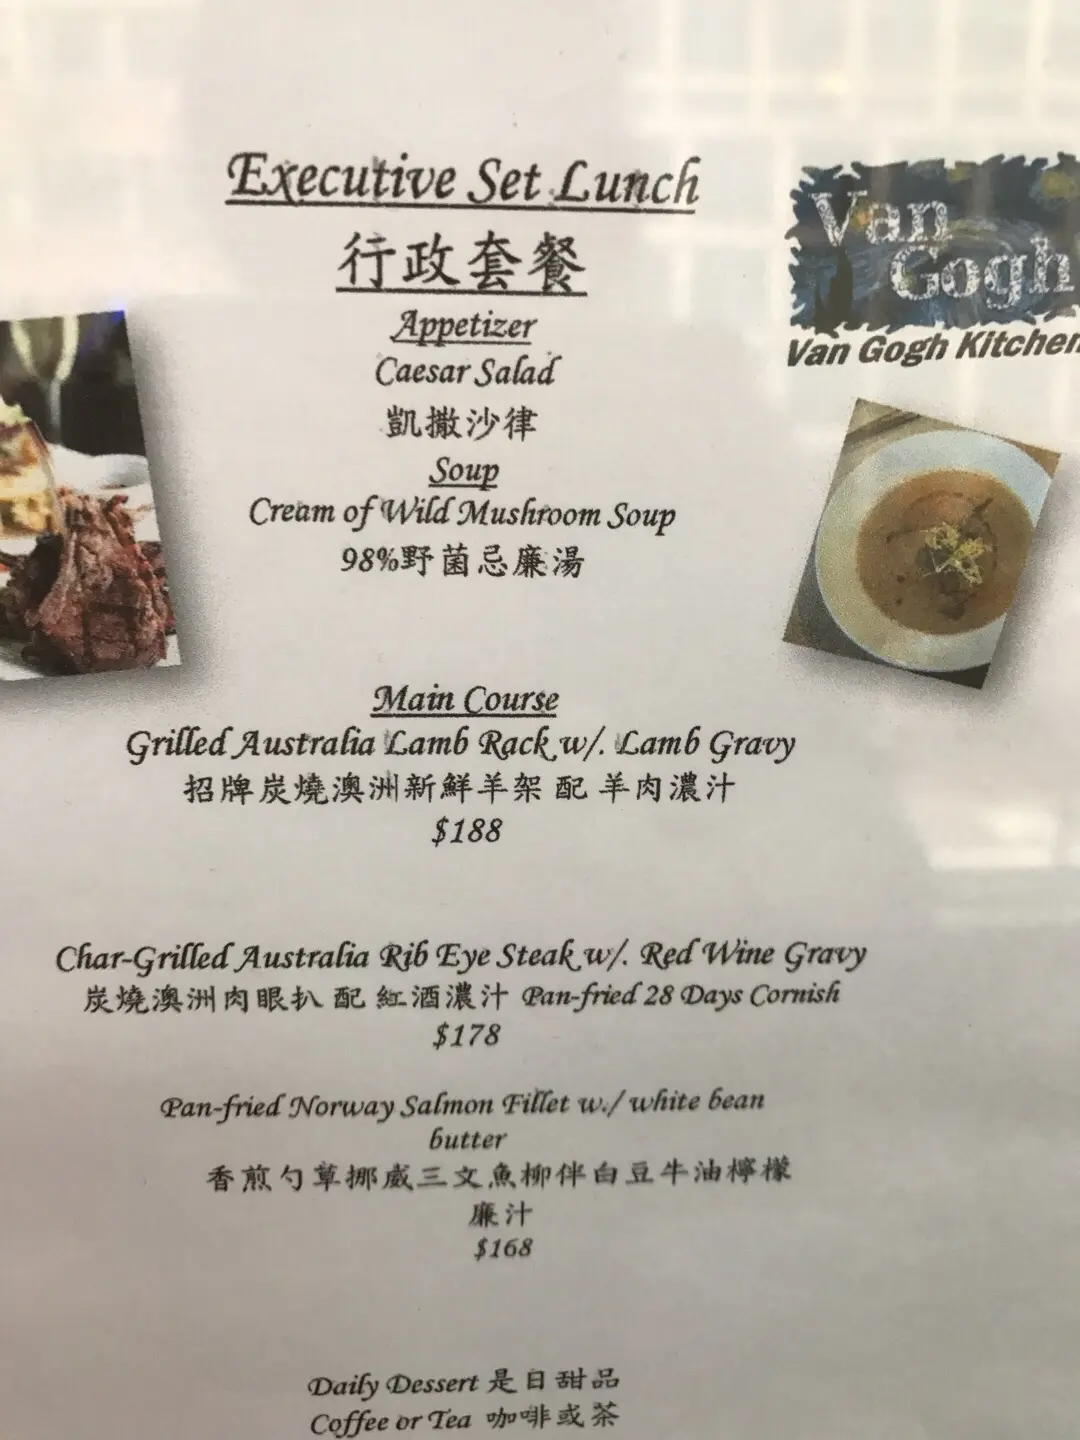 Executive Set Lunch
行政套餐
Van
Gogh
Van Gogh Kitchen
Appetizer
Caesar Salad
凱撒沙律
Soup
Cream of Wild Mushroom Soup
98%野菌忌廉湯
Main Course
Grilled Australia Lamb Rack w/. Lamb Gravy
招牌炭燒澳洲新鮮羊架 配 羊肉濃汁
$188
Char-Grilled Australia Rib Eye Steak w/. Red Wine Gravy
炭燒澳洲肉眼扒 配 紅酒濃汁 Pan-fried 28 Days Cornish
$178
Pan-fried Norway Salmon Fillet w./ white bean
butter
香煎勺草挪威三文魚柳伴白豆牛油檸檬
廉汁
$168
Daily Dessert 是日甜品
Coffee or Tea 咖啡或茶